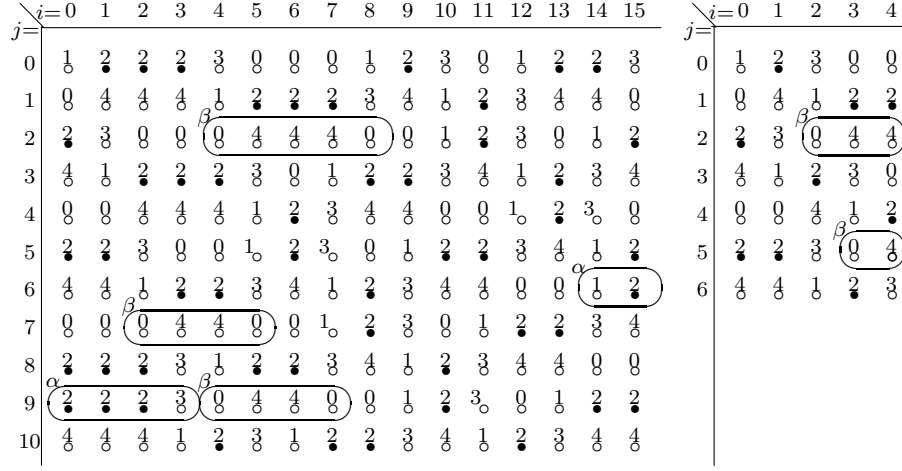 i= 0 1 2 3 4 5 6 7 8 9 10 11 12 13 14 15 i= 0 1 2 3 4
j= j=
0 1 2 2 2 3 0 0 0 1 2 3 0 1 2 2 3 0 1 2 3 0 0
1 0 4 4 4 1 2 2 2 3 4 2 2 3 4 4 0 1 0 4 1 2 2
β β
2 2 3 0 0 0 4 4 4 0 0 1 2 3 0 1 2 2 2 3 0 4 4
3 4 1 2 2 2 3 0 1 2 2 3 4 1 2 3 4 3 4 1 2 3 0
4 0 0 4 4 4 1 2 3 4 4 0 0 1 2 3 0 4 0 0 4 1 2
β
5 2 2 3 0 0 1 2 3 0 1 2 2 3 4 1 2 5 2 2 3 0 4
α
6 4 4 1 2 2 3 4 1 2 3 4 4 0 0 1 2 6 4 4 1 2 3
β
7 0 0 0 4 4 0 0 1 2 3 0 1 2 2 3 4
8 2 2 2 3 1 2 2 3 4 1 2 3 4 4 0 0
α β
9 2 2 2 3 0 4 4 0 0 1 2 3 0 1 2 2
10 4 4 4 1 2 3 1 2 2 3 4 1 2 3 4 4